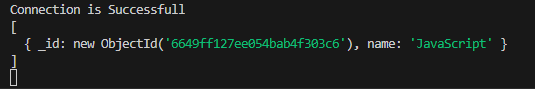 Connection is Successfull
[
  { _id: new ObjectId('6649ff127ee054bab4f303c6'), name: 'JavaScript' }
]